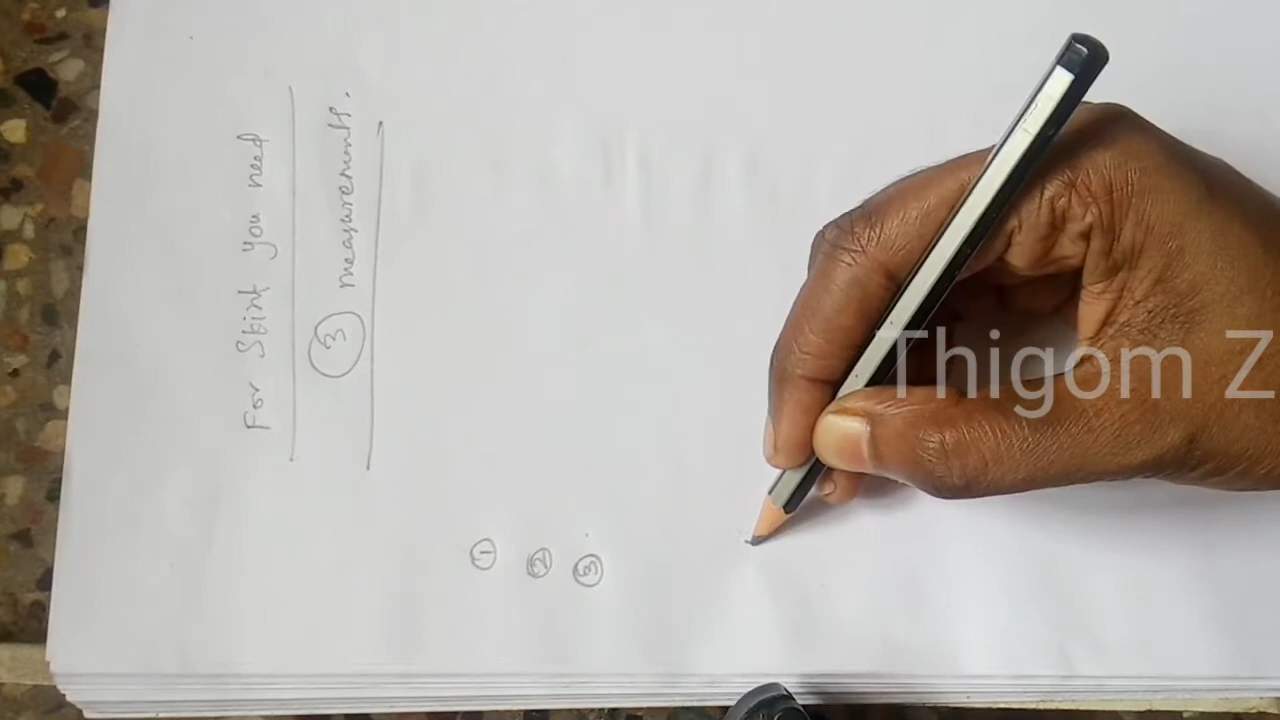 For Skirt you need
③ measurements.
①
②
③
Thigom Z